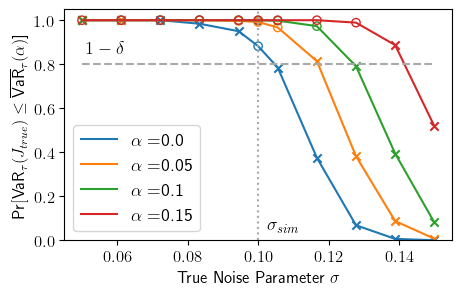 Pr[VaR_τ(J_true) ≤ \overline{VaR}_τ(α)]
1.0
0.8
0.6
0.4
0.2
0.0
1 − δ
α =0.0
α =0.05
α =0.1
α =0.15
σ_sim
0.06 0.08 0.10 0.12 0.14
True Noise Parameter σ